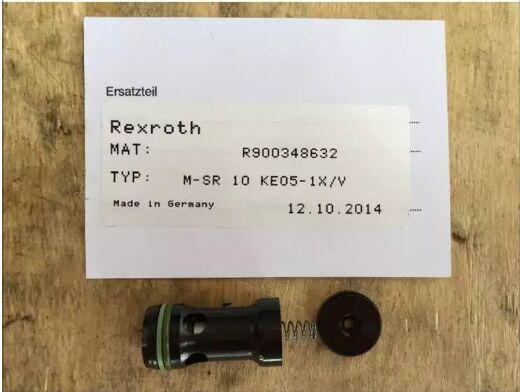 Ersatzteil
Rexroth
MAT: R900348632
TYP: M-SR 10 KE05-1X/V
Made in Germany 12.10.2014